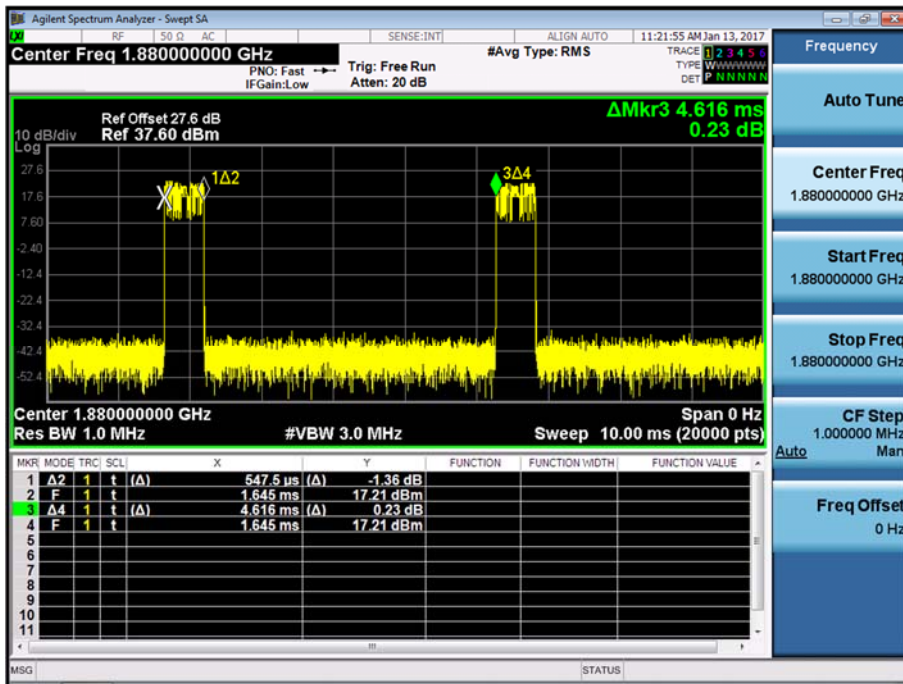 Agilent Spectrum Analyzer - Swept SA
LXI RF 50 Ω AC SENSE:INT ALIGN AUTO 11:21:55 AM Jan 13, 2017
Center Freq 1.880000000 GHz
PNO: Fast
IFGain:Low
Trig: Free Run
Atten: 20 dB
#Avg Type: RMS
TRACE 1 2 3 4 5 6
TYPE WWWWWW
DET P N N N N N
ΔMkr3 4.616 ms
0.23 dB
Ref Offset 27.6 dB
10 dB/div Ref 37.60 dBm
Log
27.6
17.6
7.60
-2.40
-12.4
-22.4
-32.4
-42.4
-52.4
1Δ2
3Δ4
Center 1.880000000 GHz Span 0 Hz
Res BW 1.0 MHz #VBW 3.0 MHz Sweep 10.00 ms (20000 pts)
MKR MODE TRC SCL X Y FUNCTION FUNCTION WIDTH FUNCTION VALUE
1 Δ2 1 t (Δ) 547.5 µs (Δ) -1.36 dB
2 F 1 t 1.645 ms 17.21 dBm
3 Δ4 1 t (Δ) 4.616 ms (Δ) 0.23 dB
4 F 1 t 1.645 ms 17.21 dBm
5
6
7
8
9
10
11
MSG STATUS
Frequency
Auto Tune
Center Freq
1.880000000 GHz
Start Freq
1.880000000 GHz
Stop Freq
1.880000000 GHz
CF Step
1.000000 MHz
Auto Man
Freq Offset
0 Hz